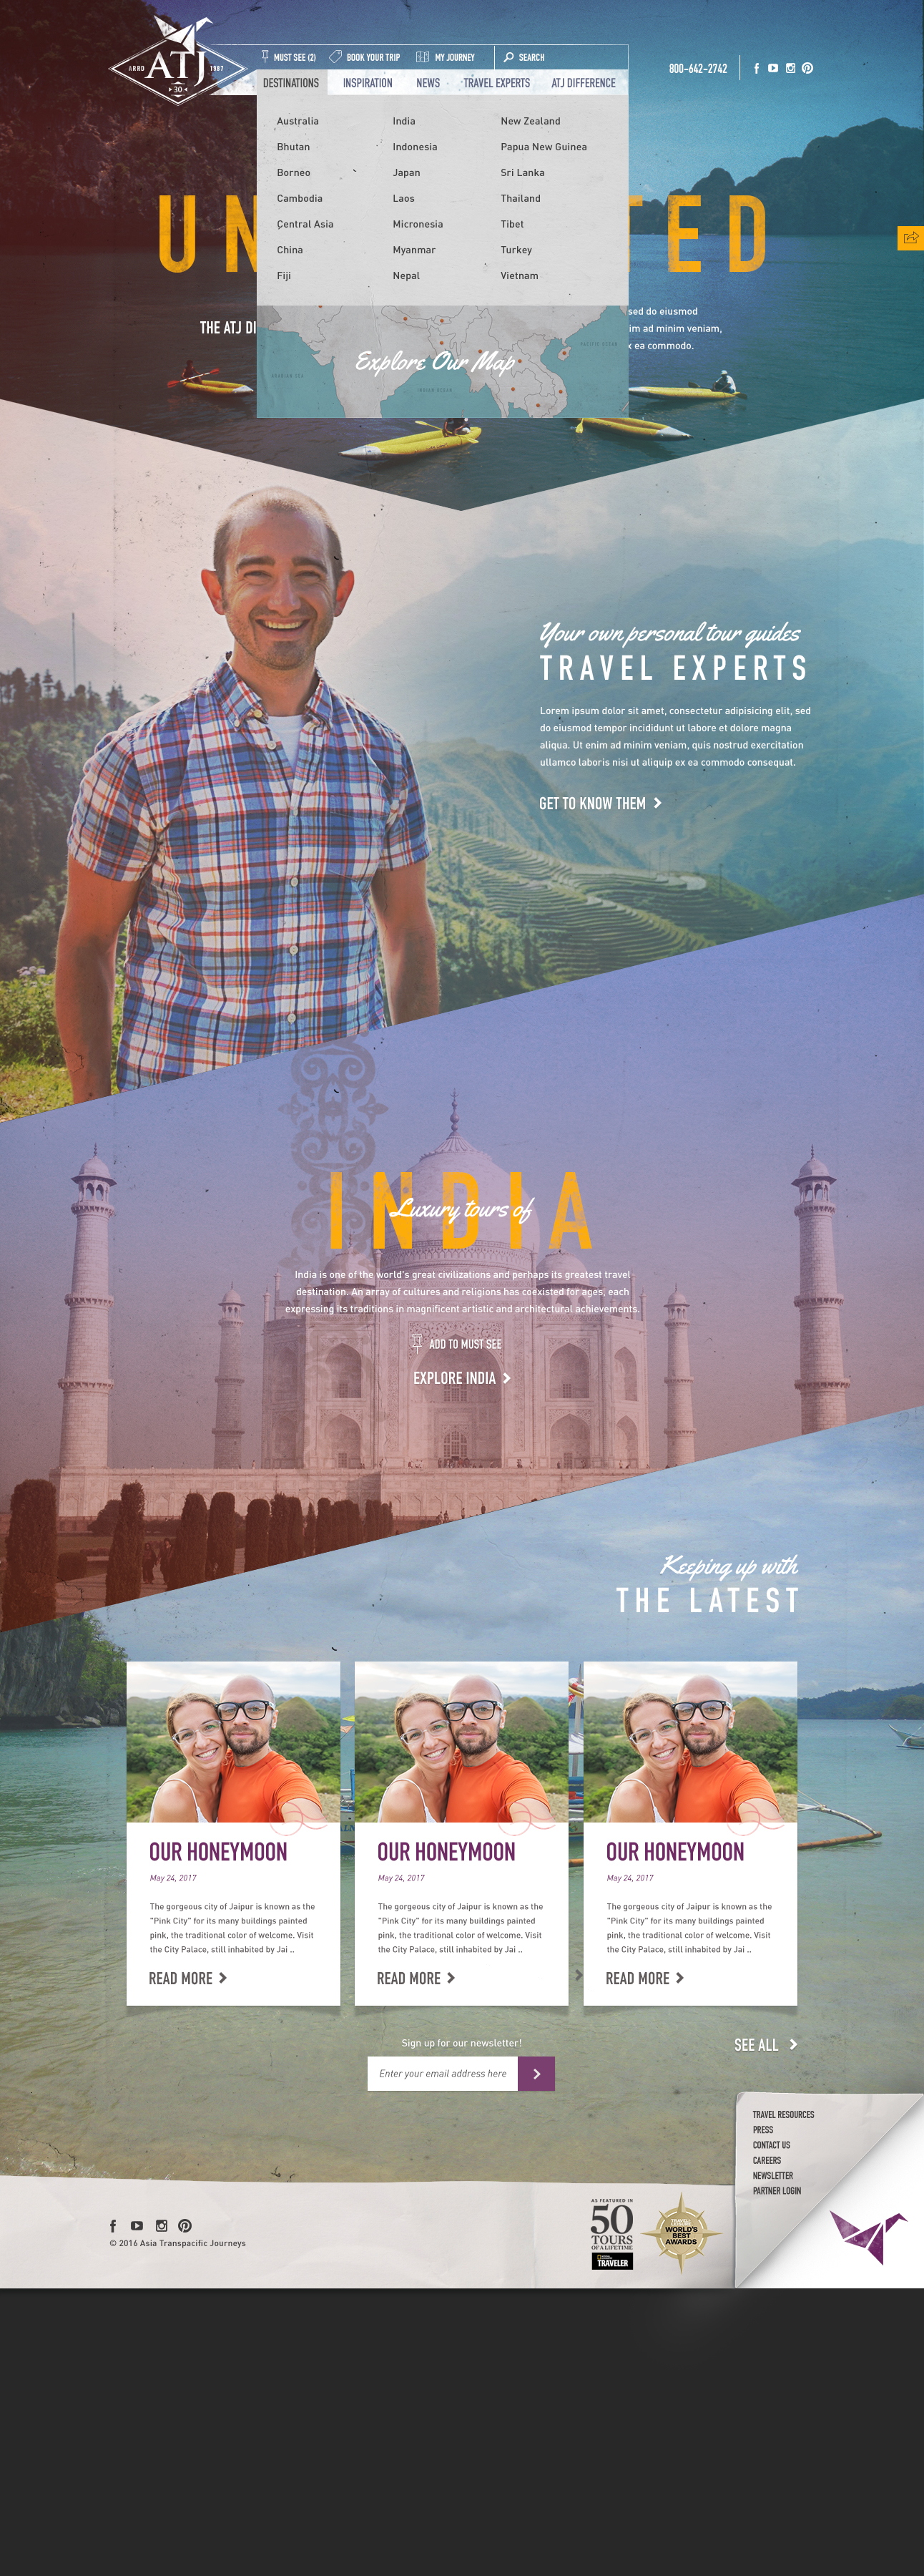 ATJ
ARRD 1987
30
MUST SEE (2)
BOOK YOUR TRIP
MY JOURNEY
SEARCH
800-642-2742
DESTINATIONS
INSPIRATION
NEWS
TRAVEL EXPERTS
ATJ DIFFERENCE
Australia
Bhutan
Borneo
Cambodia
Central Asia
China
Fiji
India
Indonesia
Japan
Laos
Micronesia
Myanmar
Nepal
New Zealand
Papua New Guinea
Sri Lanka
Thailand
Tibet
Turkey
Vietnam
UN TED
THE ATJ DI
sed do eiusmod
im ad minim veniam,
ea commodo.
ARABIAN SEA
INDIAN OCEAN
PACIFIC OCEAN
Explore Our Map
Your own personal tour guides
TRAVEL EXPERTS
Lorem ipsum dolor sit amet, consectetur adipisicing elit, sed
do eiusmod tempor incididunt ut labore et dolore magna
aliqua. Ut enim ad minim veniam, quis nostrud exercitation
ullamco laboris nisi ut aliquip ex ea commodo consequat.
GET TO KNOW THEM
Luxury tours of
INDIA
India is one of the world's great civilizations and perhaps its greatest travel
destination. An array of cultures and religions has coexisted for ages, each
expressing its traditions in magnificent artistic and architectural achievements.
ADD TO MUST SEE
EXPLORE INDIA
Keeping up with
THE LATEST
OUR HONEYMOON
May 24, 2017
The gorgeous city of Jaipur is known as the
"Pink City" for its many buildings painted
pink, the traditional color of welcome. Visit
the City Palace, still inhabited by Jai ..
READ MORE
OUR HONEYMOON
May 24, 2017
The gorgeous city of Jaipur is known as the
"Pink City" for its many buildings painted
pink, the traditional color of welcome. Visit
the City Palace, still inhabited by Jai ..
READ MORE
OUR HONEYMOON
May 24, 2017
The gorgeous city of Jaipur is known as the
"Pink City" for its many buildings painted
pink, the traditional color of welcome. Visit
the City Palace, still inhabited by Jai ..
READ MORE
SEE ALL
Sign up for our newsletter!
Enter your email address here
TRAVEL RESOURCES
PRESS
CONTACT US
CAREERS
NEWSLETTER
PARTNER LOGIN
© 2016 Asia Transpacific Journeys
AS FEATURED IN
50
TOURS
OF A LIFETIME
TRAVELER
WORLD'S
BEST
AWARDS